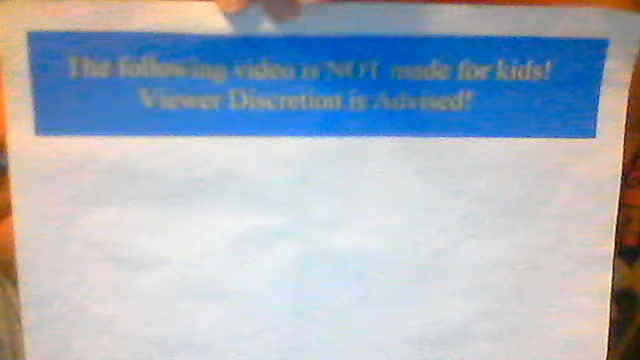 The following video is NOT made for kids!
Viewer Discretion is Advised!